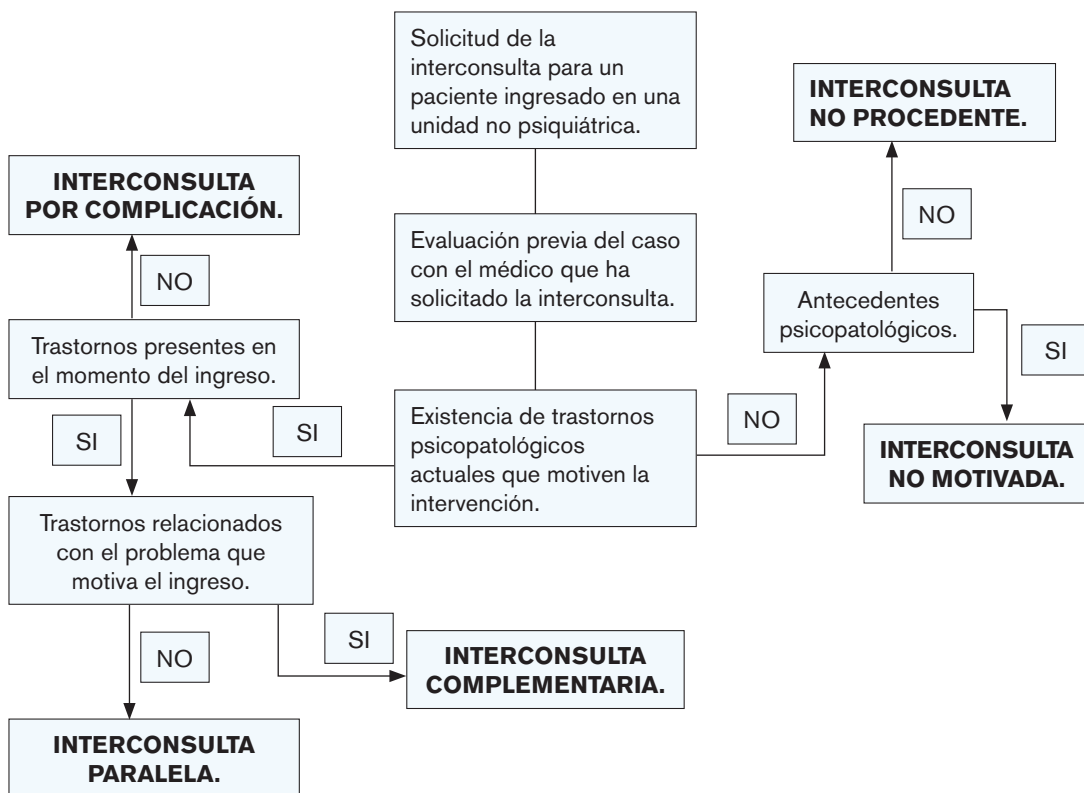 Solicitud de la
interconsulta para un
paciente ingresado en una
unidad no psiquiátrica.
INTERCONSULTA
NO PROCEDENTE.
INTERCONSULTA
POR COMPLICACIÓN.
NO
Evaluación previa del caso
con el médico que ha
solicitado la interconsulta.
NO
Antecedentes
psicopatológicos.
Trastornos presentes en
el momento del ingreso.
SI
SI
SI
Existencia de trastornos
psicopatológicos
actuales que motiven la
intervención.
NO
INTERCONSULTA
NO MOTIVADA.
Trastornos relacionados
con el problema que
motiva el ingreso.
NO
SI
INTERCONSULTA
COMPLEMENTARIA.
INTERCONSULTA
PARALELA.